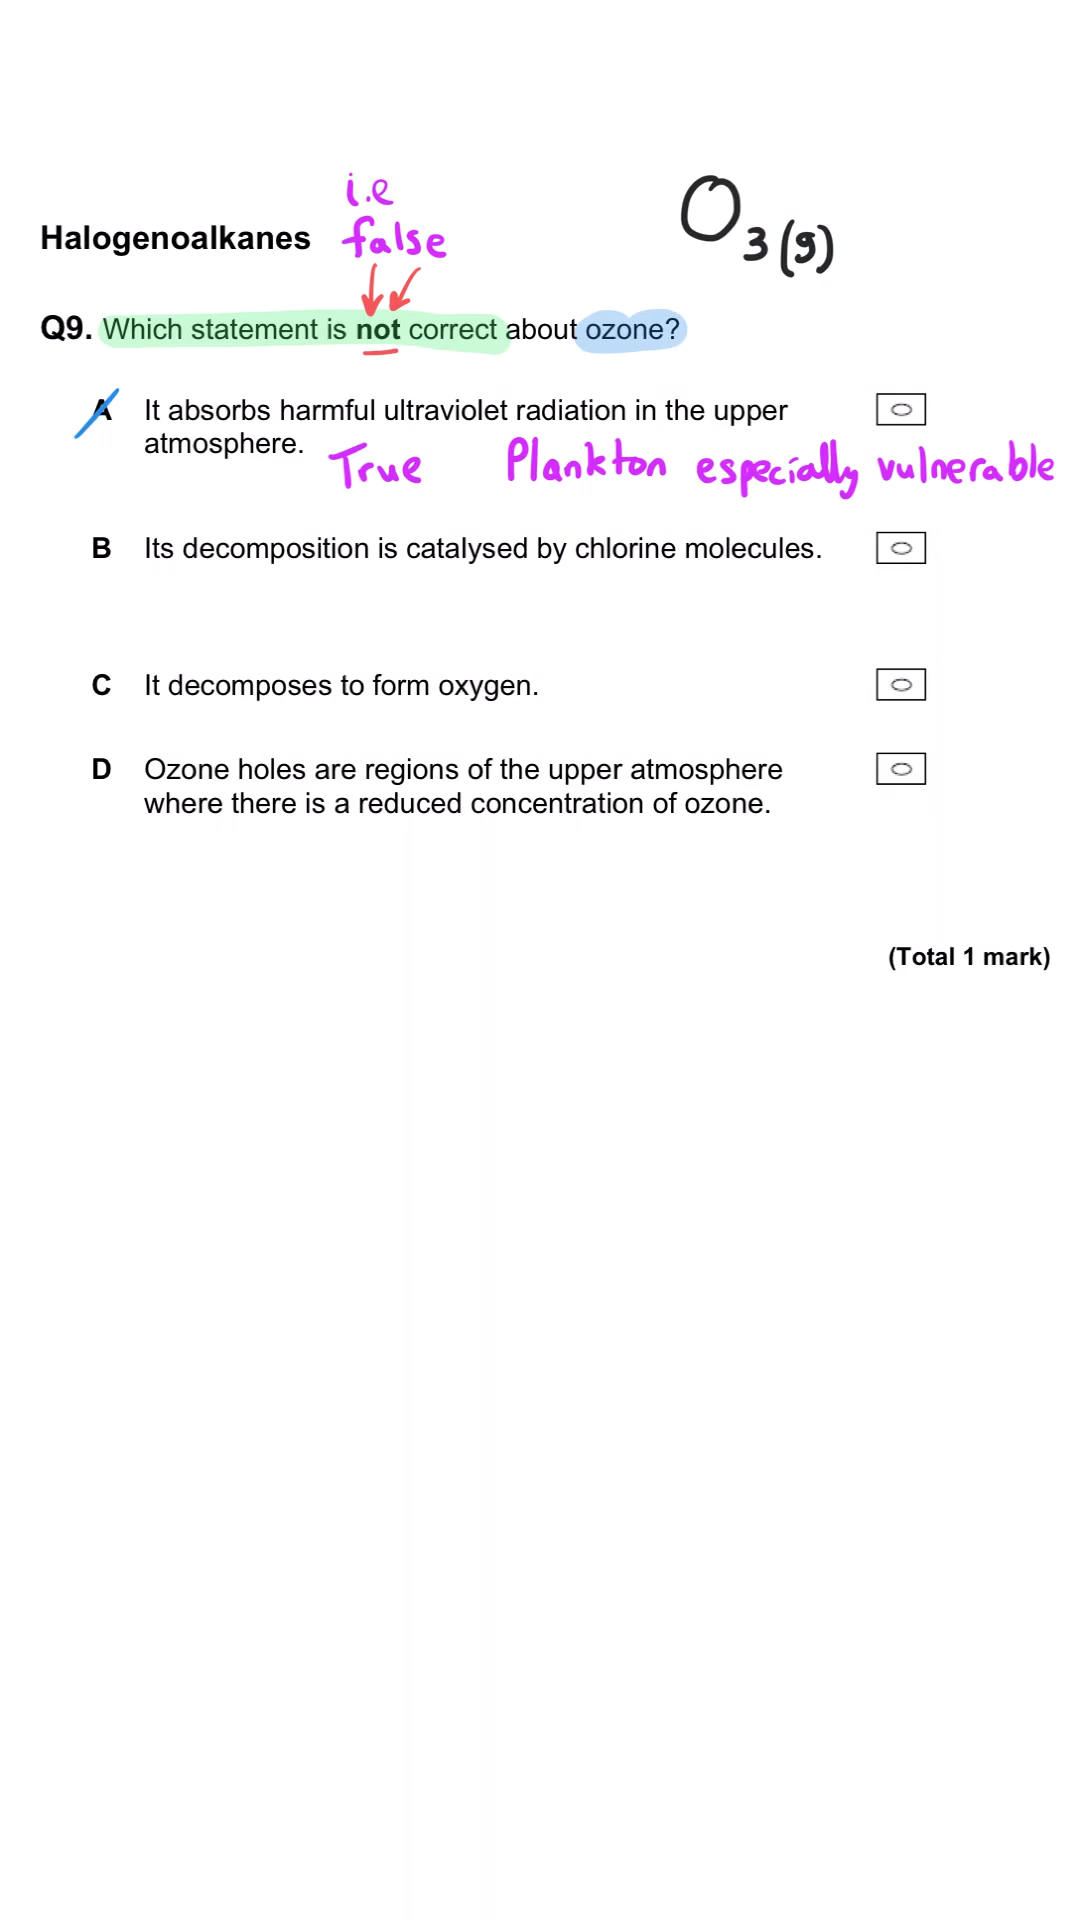 i.e
Halogenoalkanes false
O3(g)
Q9. Which statement is not correct about ozone?
A It absorbs harmful ultraviolet radiation in the upper
atmosphere. True Plankton especially vulnerable
B Its decomposition is catalysed by chlorine molecules.
C It decomposes to form oxygen.
D Ozone holes are regions of the upper atmosphere
where there is a reduced concentration of ozone.
(Total 1 mark)